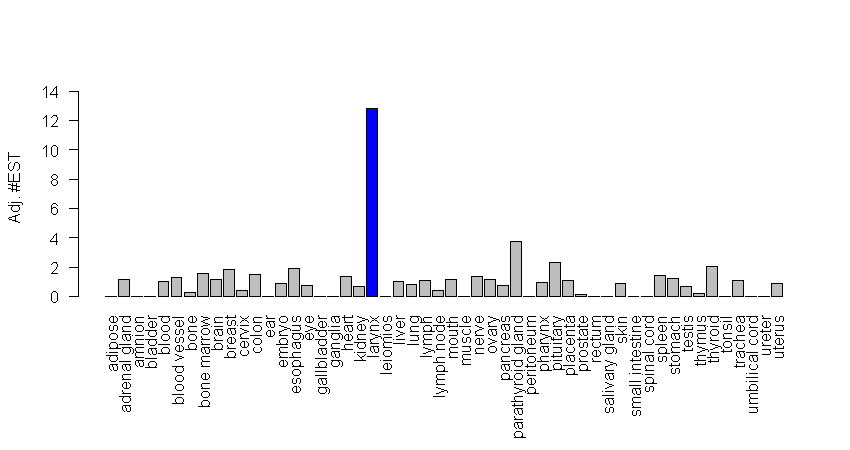 Adj. #EST
14
12
10
8
6
4
2
0
adipose
adrenal gland
amnion
bladder
blood
blood vessel
bone
bone marrow
brain
breast
cervix
colon
ear
embryo
esophagus
eye
gallbladder
ganglia
heart
kidney
larynx
leiomios
liver
lung
lymph
lymph node
mouth
muscle
nerve
ovary
pancreas
parathyroid gland
peritoneum
pharynx
pituitary
placenta
prostate
rectum
salivary gland
skin
small intestine
spinal cord
spleen
stomach
testis
thymus
thyroid
tonsil
trachea
umbilical cord
ureter
uterus